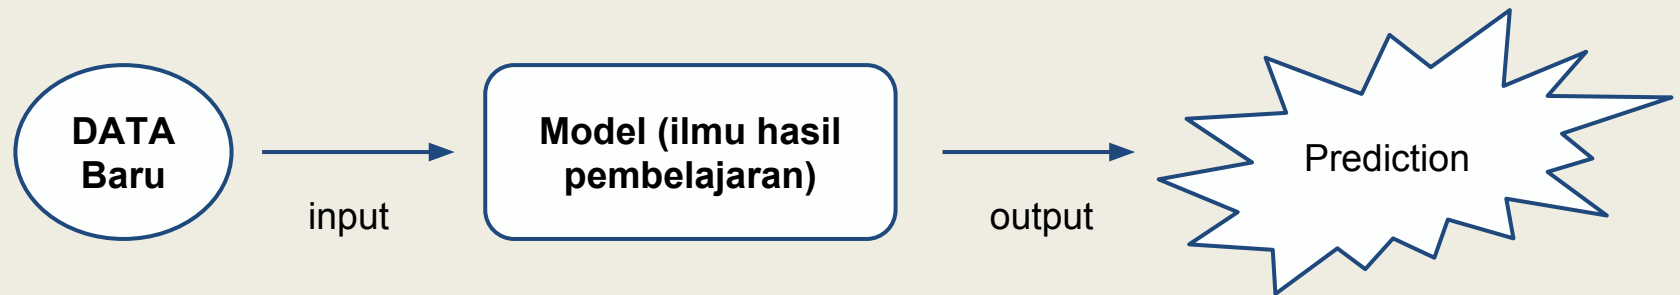 DATA
Baru
input
Model (ilmu hasil
pembelajaran)
output
Prediction